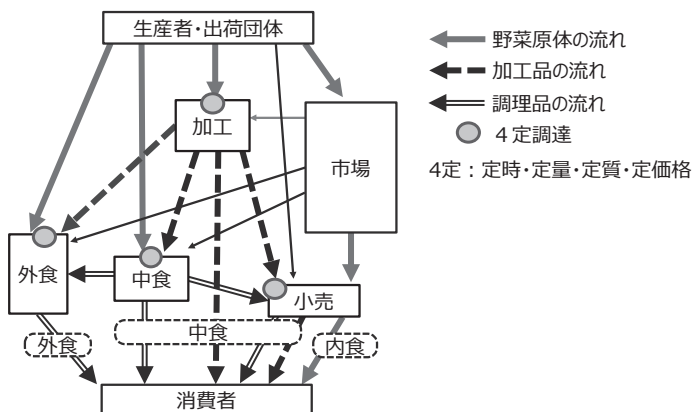 生産者・出荷団体
野菜原体の流れ
加工品の流れ
調理品の流れ
４定調達
4定：定時・定量・定質・定価格
加工
市場
外食
中食
小売
外食
中食
内食
消費者